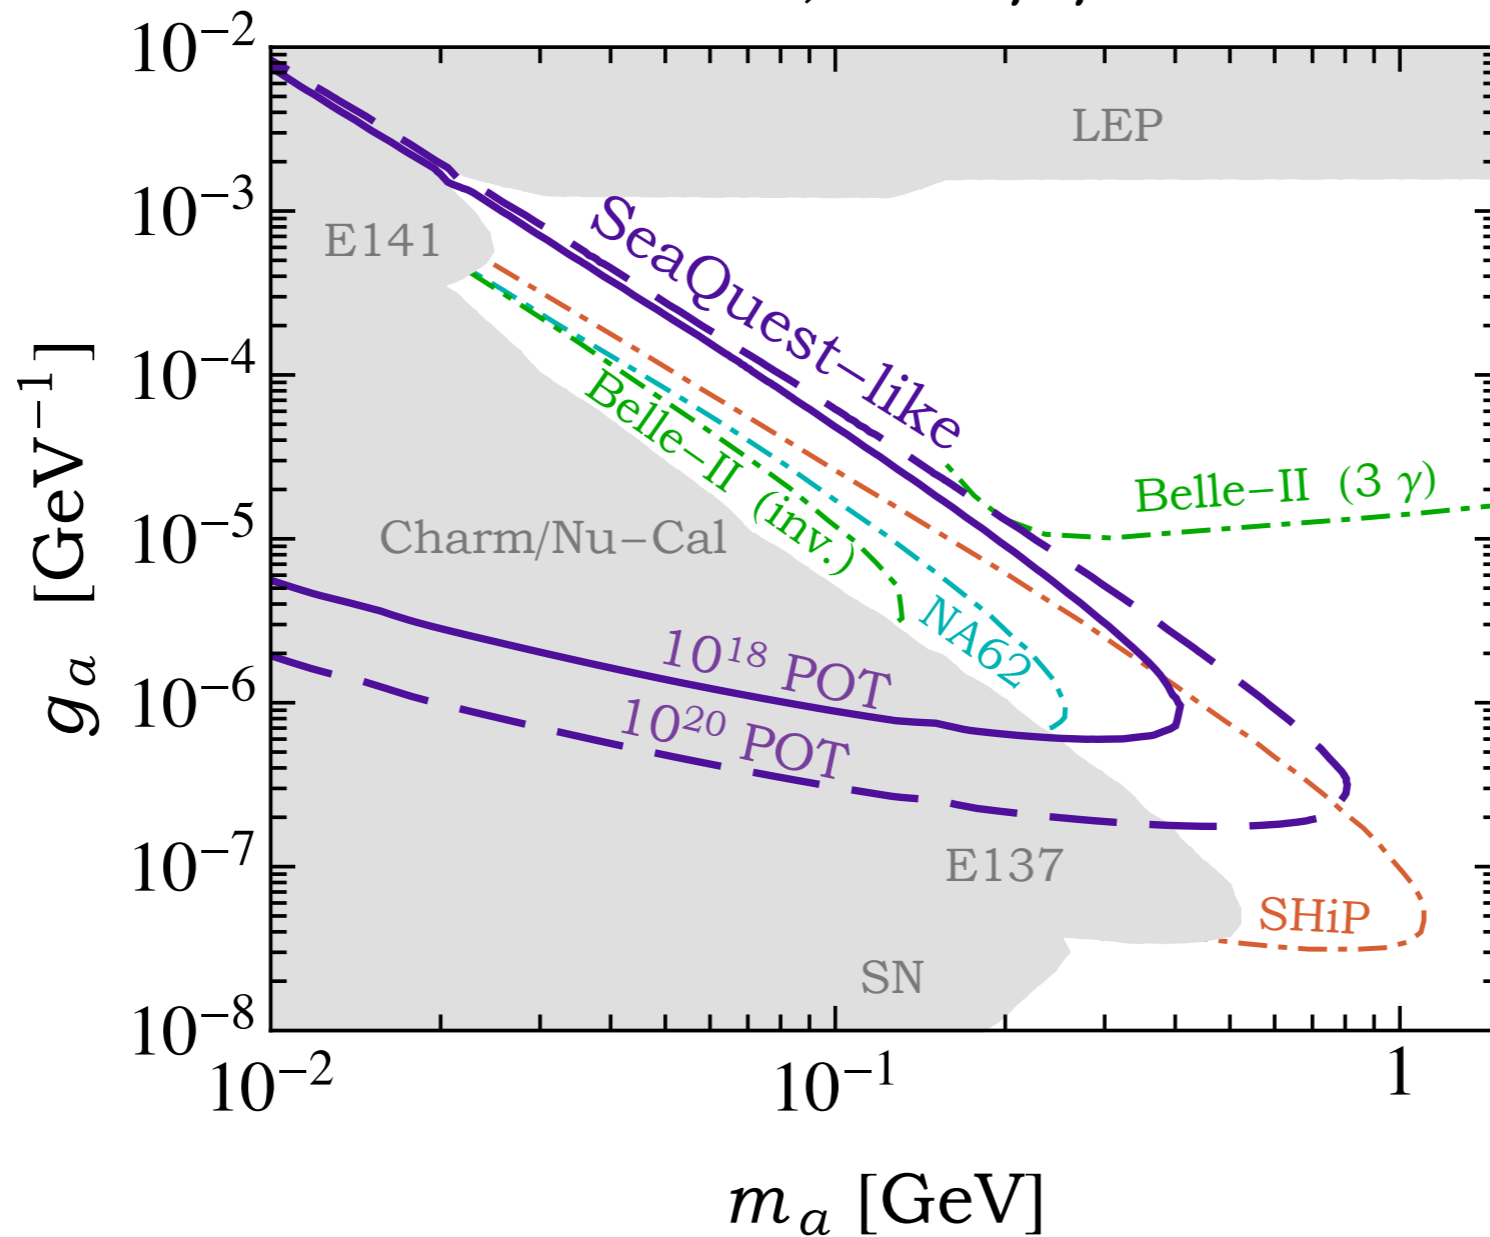 10⁻²
LEP
10⁻³
E141
SeaQuest-like
10⁻⁴
Belle-II (inv.)
Belle-II (3 γ)
10⁻⁵
Charm/Nu-Cal
NA62
10¹⁸ POT
10⁻⁶
10²⁰ POT
10⁻⁷
E137
SHiP
SN
10⁻⁸
g_a [GeV⁻¹]
10⁻² 10⁻¹ 1
m_a [GeV]